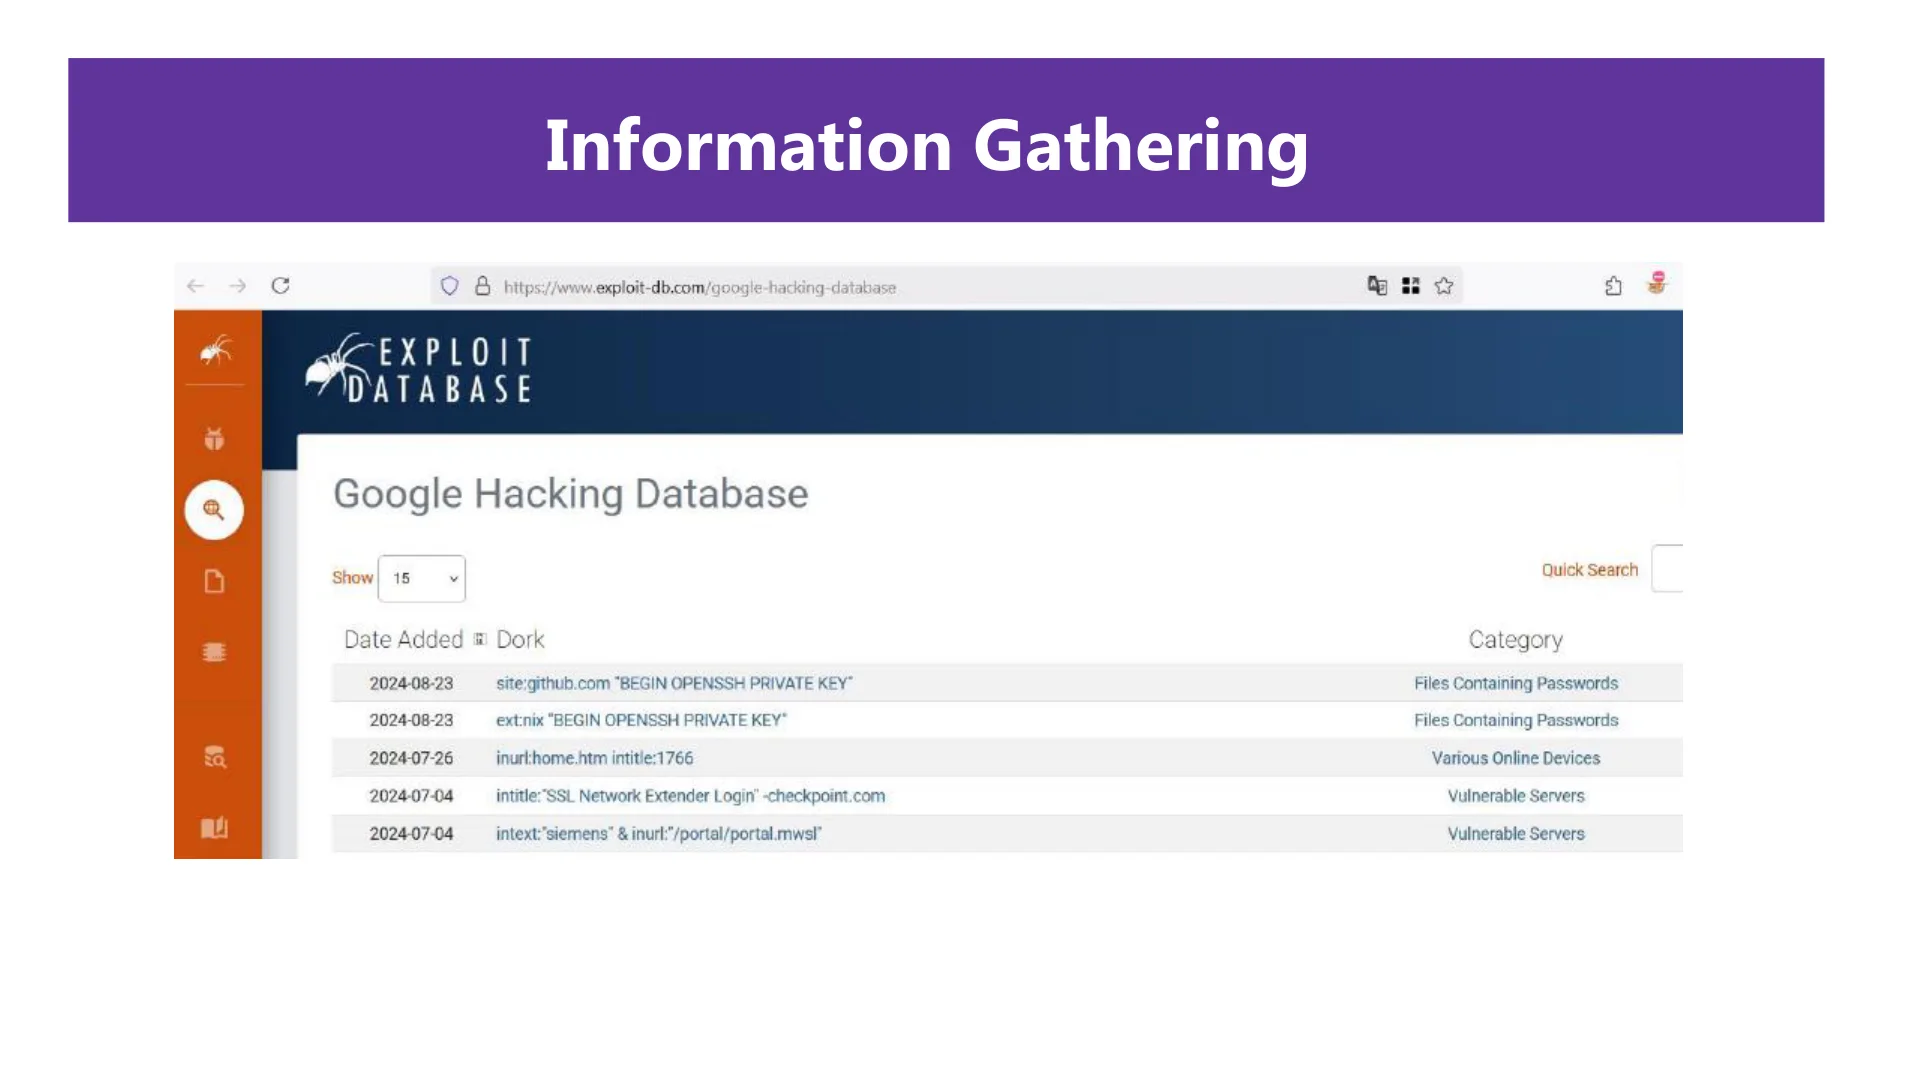 Information Gathering
https://www.exploit-db.com/google-hacking-database
EXPLOIT
DATABASE
Google Hacking Database
Show 15
Quick Search
Date Added Dork Category
2024-08-23 site:github.com "BEGIN OPENSSH PRIVATE KEY" Files Containing Passwords
2024-08-23 ext:nix "BEGIN OPENSSH PRIVATE KEY" Files Containing Passwords
2024-07-26 inurl:home.htm intitle:1766 Various Online Devices
2024-07-04 intitle:"SSL Network Extender Login" -checkpoint.com Vulnerable Servers
2024-07-04 intext:"siemens" & inurl:"/portal/portal.mwsl" Vulnerable Servers